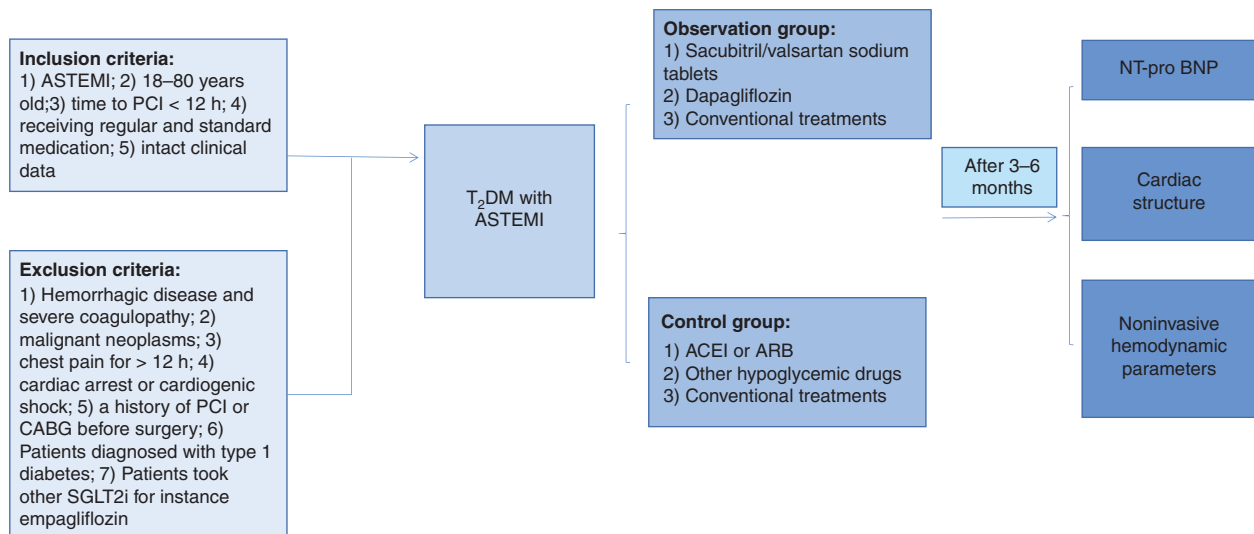 Inclusion criteria:
1) ASTEMI; 2) 18–80 years
old;3) time to PCI < 12 h; 4)
receiving regular and standard
medication; 5) intact clinical
data
Exclusion criteria:
1) Hemorrhagic disease and
severe coagulopathy; 2)
malignant neoplasms; 3)
chest pain for > 12 h; 4)
cardiac arrest or cardiogenic
shock; 5) a history of PCI or
CABG before surgery; 6)
Patients diagnosed with type 1
diabetes; 7) Patients took
other SGLT2i for instance
empagliflozin
T₂DM with
ASTEMI
Observation group:
1) Sacubitril/valsartan sodium
tablets
2) Dapagliflozin
3) Conventional treatments
Control group:
1) ACEI or ARB
2) Other hypoglycemic drugs
3) Conventional treatments
After 3–6
months
NT-pro BNP
Cardiac
structure
Noninvasive
hemodynamic
parameters